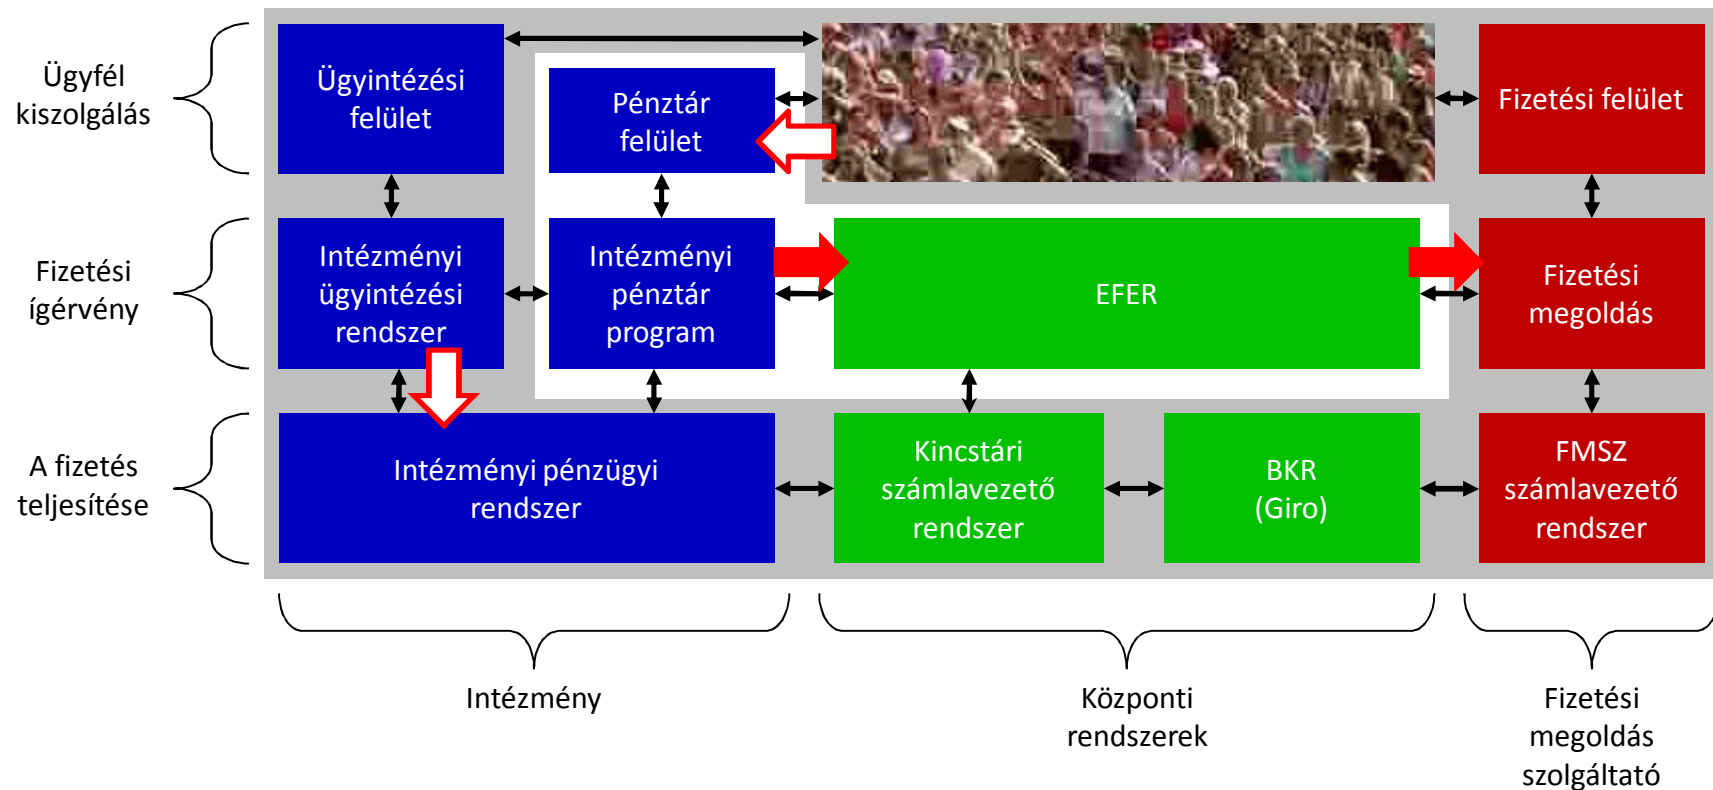 Ügyfél
kiszolgálás
Ügyintézési
felület
Pénztár
felület
Fizetési felület
Fizetési
ígérvény
Intézményi
ügyintézési
rendszer
Intézményi
pénztár
program
EFER
Fizetési
megoldás
A fizetés
teljesítése
Intézményi pénzügyi
rendszer
Kincstári
számlavezető
rendszer
BKR
(Giro)
FMSZ
számlavezető
rendszer
Intézmény
Központi
rendszerek
Fizetési
megoldás
szolgáltató